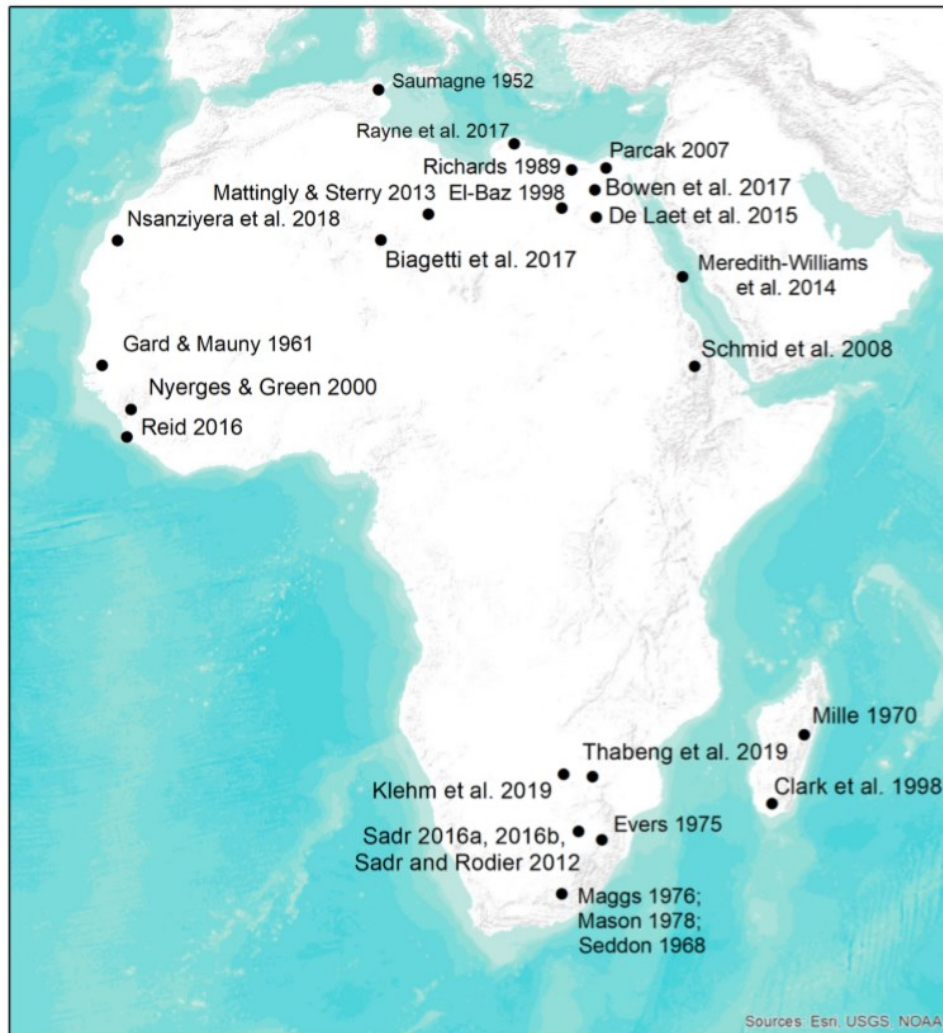 Saumagne 1952
Rayne et al. 2017
Parcak 2007
Richards 1989
Mattingly & Sterry 2013
El-Baz 1998
Bowen et al. 2017
Nsanziyera et al. 2018
De Laet et al. 2015
Biagetti et al. 2017
Meredith-Williams
et al. 2014
Gard & Mauny 1961
Schmid et al. 2008
Nyerges & Green 2000
Reid 2016
Mille 1970
Thabeng et al. 2019
Klehm et al. 2019
Clark et al. 1998
Evers 1975
Sadr 2016a, 2016b,
Sadr and Rodier 2012
Maggs 1976;
Mason 1978;
Seddon 1968
Sources: Esri, USGS, NOAA